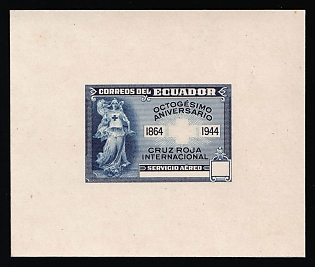 CORREOS DEL ECUADOR
OCTOGÉSIMO
ANIVERSARIO
1864 1944
CRUZ ROJA
INTERNACIONAL
SERVICIO AÉREO